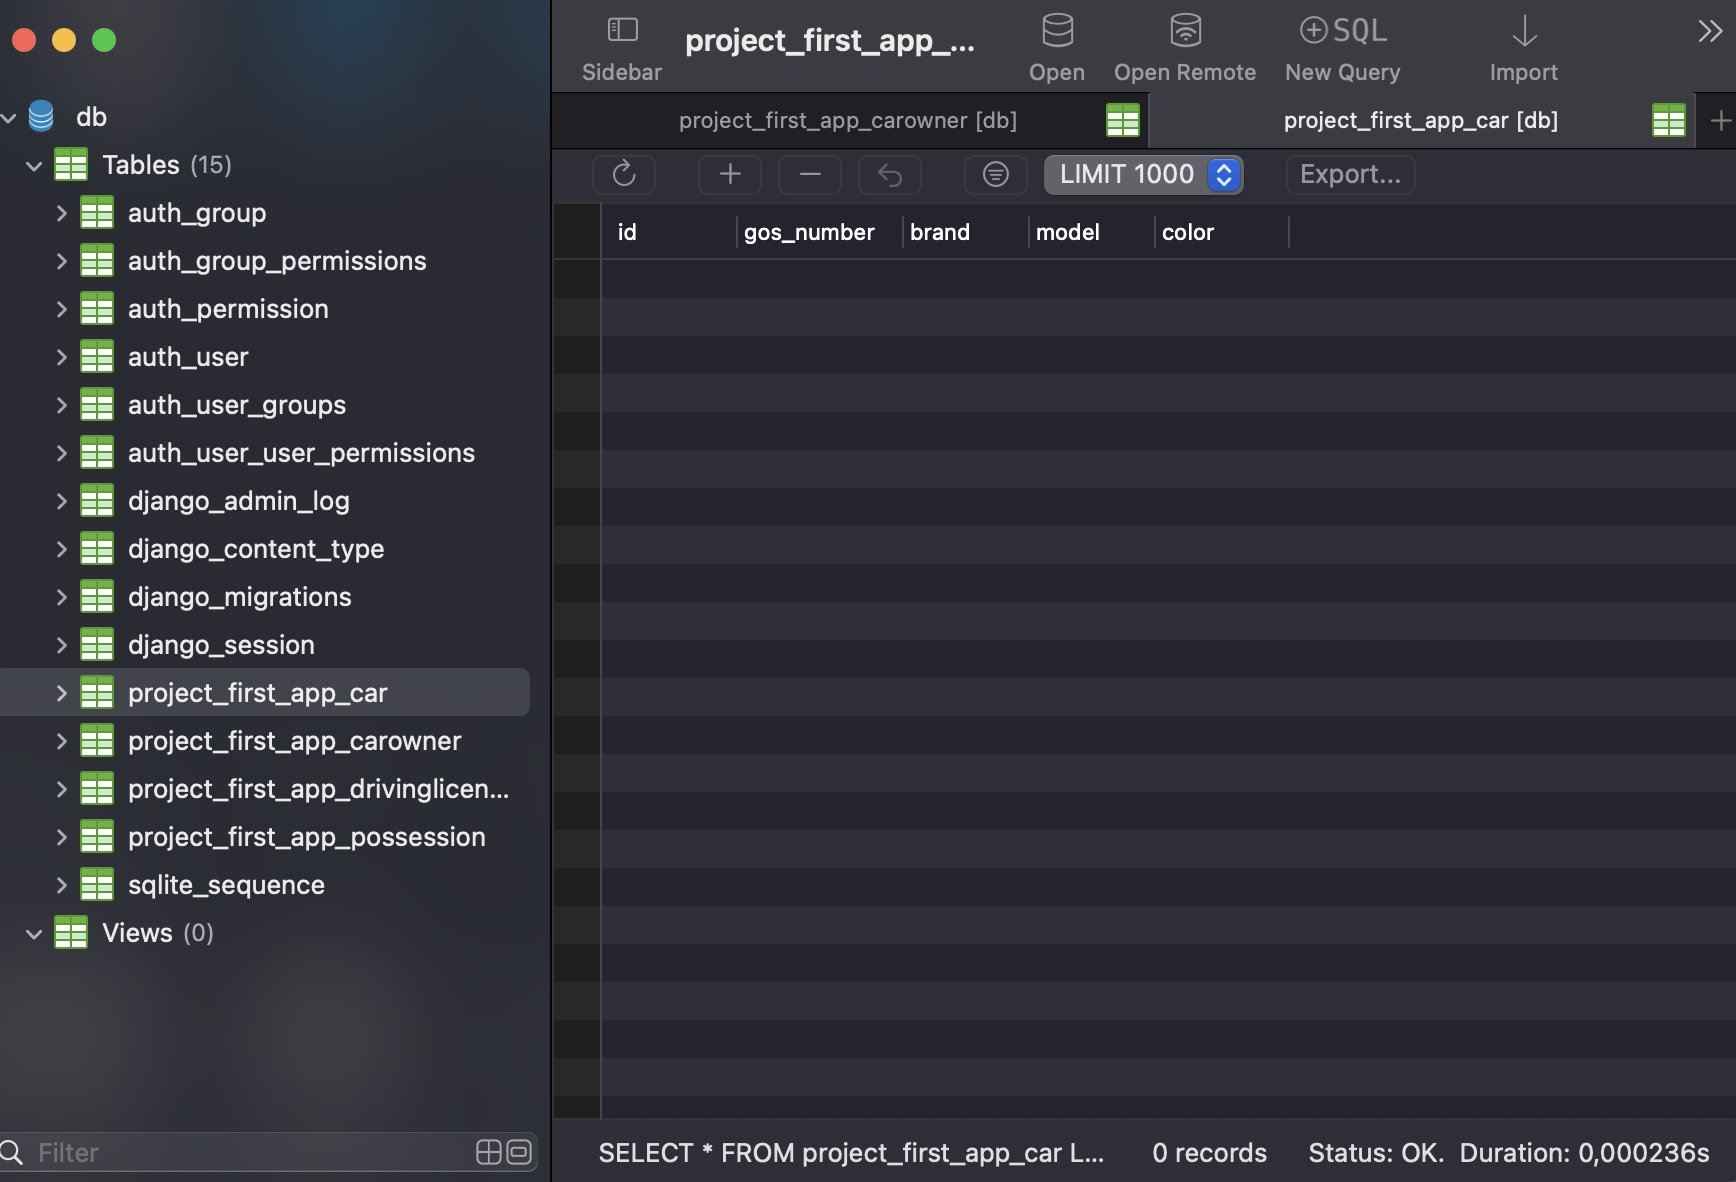 Sidebar
project_first_app_...
Open
Open Remote
SQL
New Query
Import
project_first_app_carowner [db]
project_first_app_car [db]
LIMIT 1000
Export...
id
gos_number
brand
model
color
db
Tables (15)
auth_group
auth_group_permissions
auth_permission
auth_user
auth_user_groups
auth_user_user_permissions
django_admin_log
django_content_type
django_migrations
django_session
project_first_app_car
project_first_app_carowner
project_first_app_drivinglicen...
project_first_app_possession
sqlite_sequence
Views (0)
Filter
SELECT * FROM project_first_app_car L...
0 records
Status: OK. Duration: 0,000236s